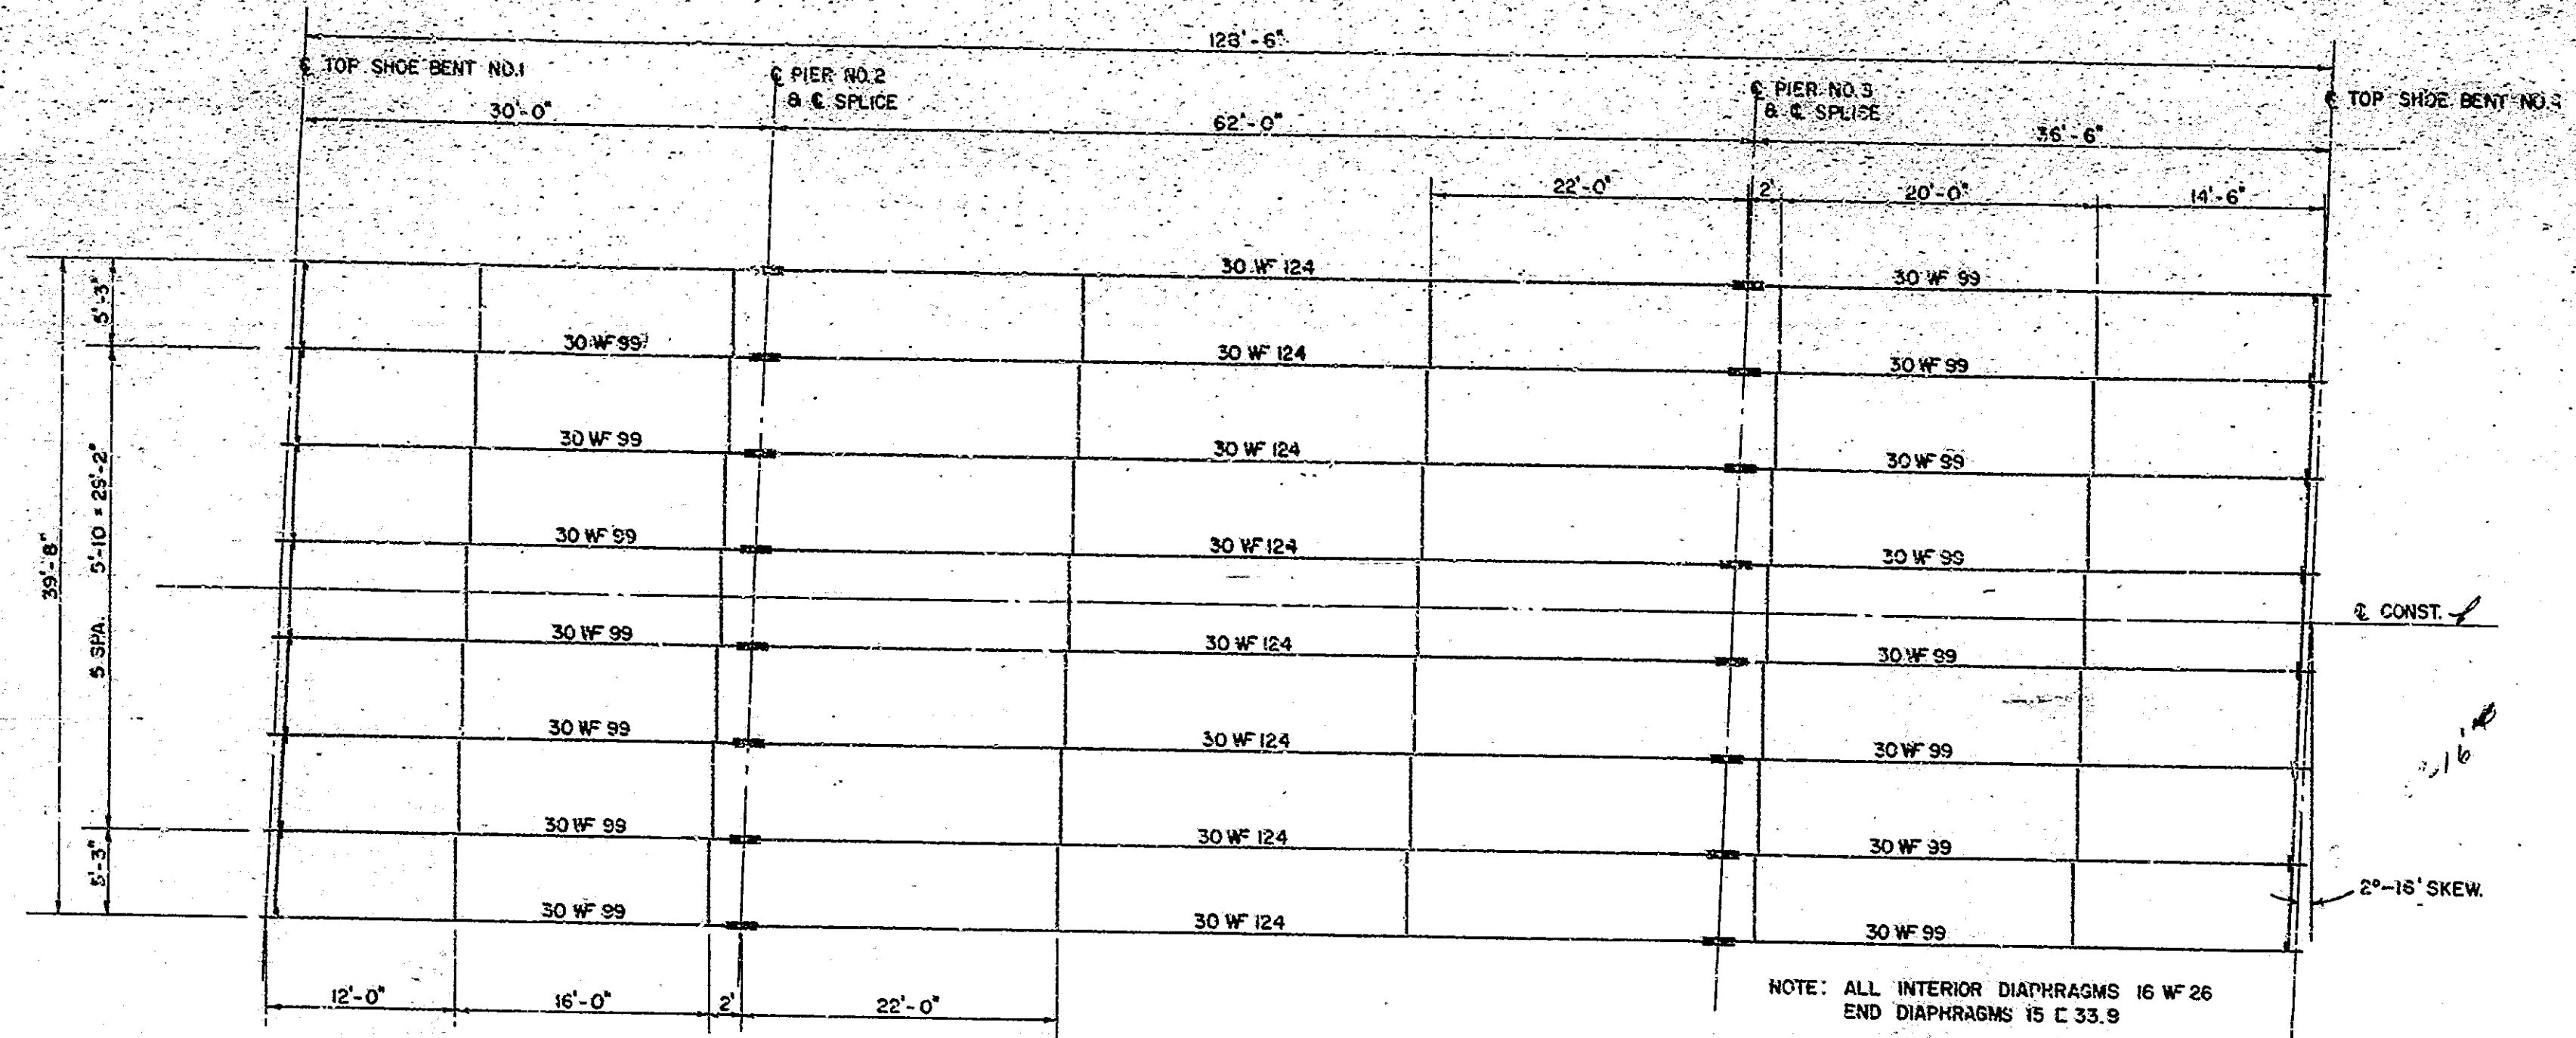 128'-6"
℄ TOP SHOE BENT NO.1
℄ PIER NO.2
& ℄ SPLICE
℄ PIER NO.3
& ℄ SPLICE
℄ TOP SHOE BENT NO.
30'-0"
62'-0"
36'-6"
22'-0"
2'
20'-0"
14'-6"
30 WF 124
30 WF 99
5'-3"
30 WF 99
30 WF 124
30 WF 99
30 WF 99
30 WF 124
30 WF 99
39'-8"
5 SPA. 5'-10 = 29'-2"
30 WF 99
30 WF 124
30 WF 99
℄ CONST.
30 WF 99
30 WF 124
30 WF 99
30 WF 99
30 WF 124
30 WF 99
30 WF 99
30 WF 124
30 WF 99
5'-3"
2°-16' SKEW.
30 WF 99
30 WF 124
30 WF 99
12'-0"
16'-0"
2'
22'-0"
NOTE: ALL INTERIOR DIAPHRAGMS 16 WF 26
END DIAPHRAGMS 15 [ 33.9